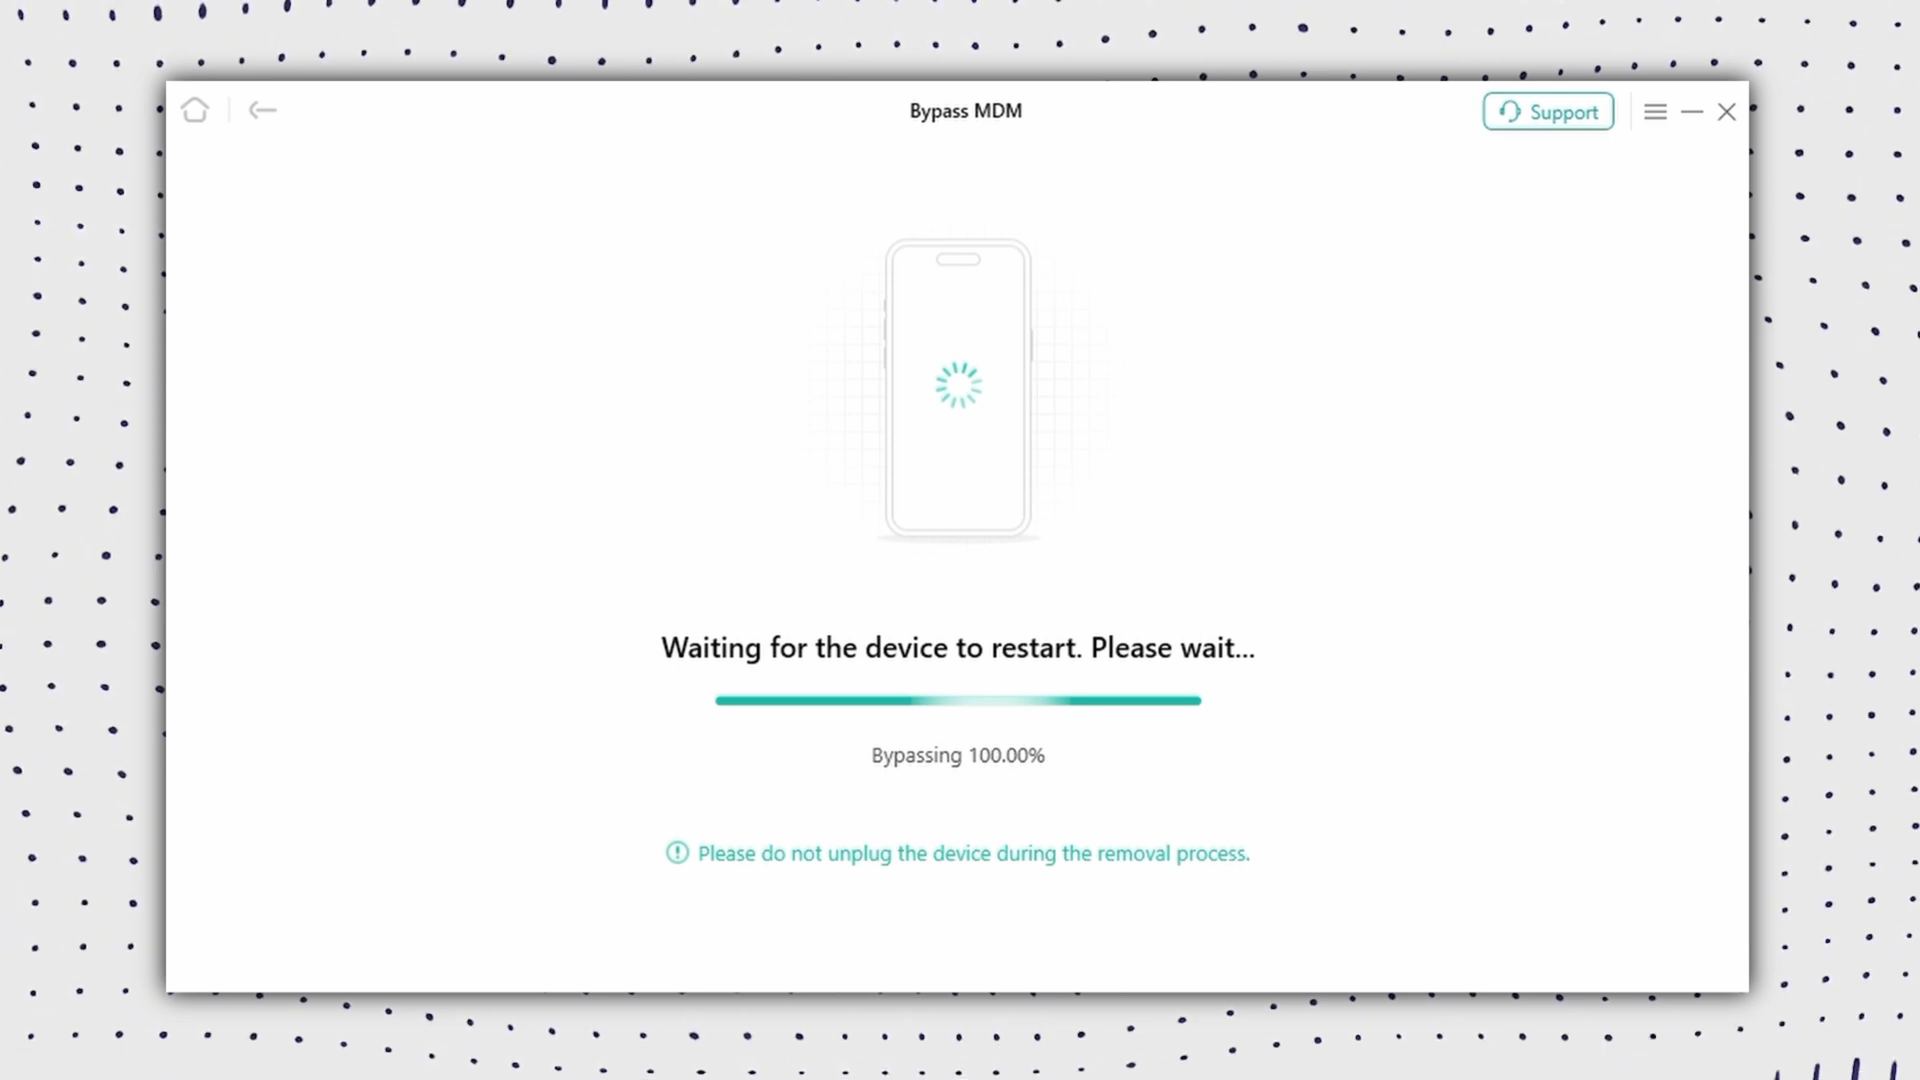 Bypass MDM
Support
Waiting for the device to restart. Please wait...
Bypassing 100.00%
Please do not unplug the device during the removal process.